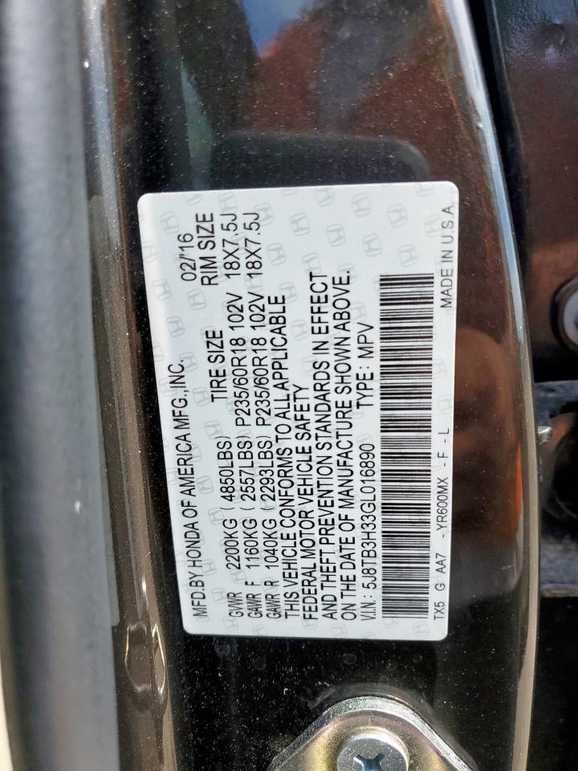 MFD.BY HONDA OF AMERICA MFG.,INC. 02/'16
TIRE SIZE RIM SIZE
GVWR 2200KG (4850LBS)
GAWR F 1160KG (2557LBS) P235/60R18 102V 18X7.5J
GAWR R 1040KG (2293LBS) P235/60R18 102V 18X7.5J
THIS VEHICLE CONFORMS TO ALL APPLICABLE
FEDERAL MOTOR VEHICLE SAFETY
AND THEFT PREVENTION STANDARDS IN EFFECT
ON THE DATE OF MANUFACTURE SHOWN ABOVE.
V.I.N.: 5J8TB3H33GL016890 TYPE: MPV
TX5 G AA7 -YR600MX -F-L MADE IN U.S.A.